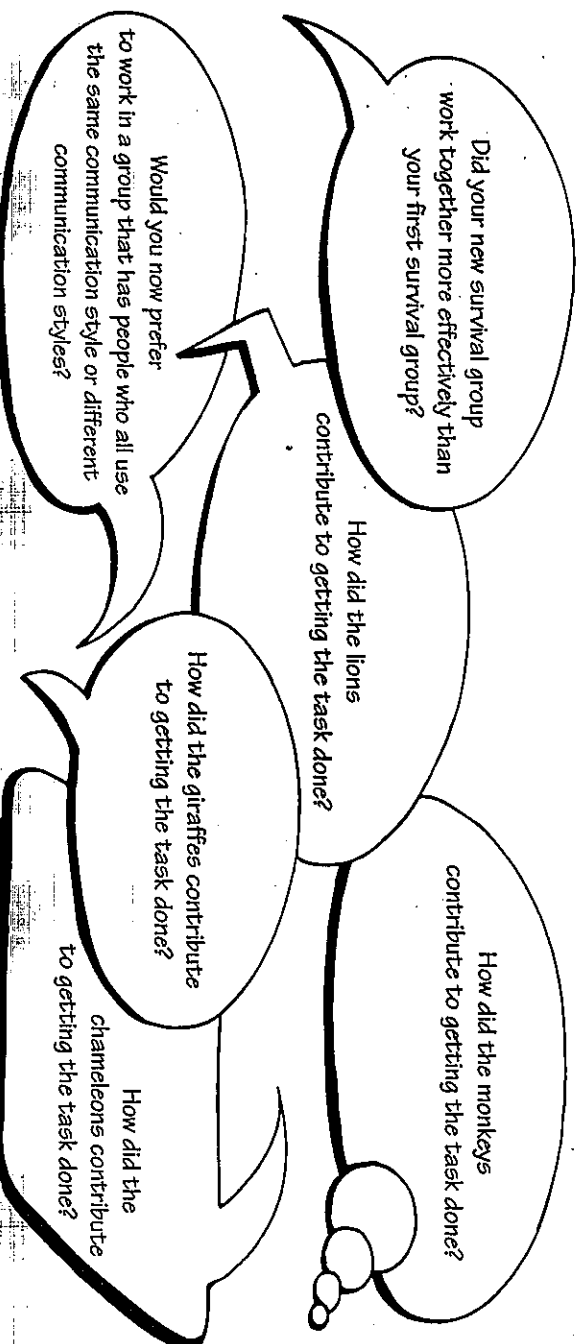 Did your new survival group
work together more effectively than
your first survival group?
How did the lions
contribute to getting the task done?
How did the monkeys
contribute to getting the task done?
Would you now prefer
to work in a group that has people who all use
the same communication style or different
communication styles?
How did the giraffes contribute
to getting the task done?
How did the
chameleons contribute
to getting the task done?